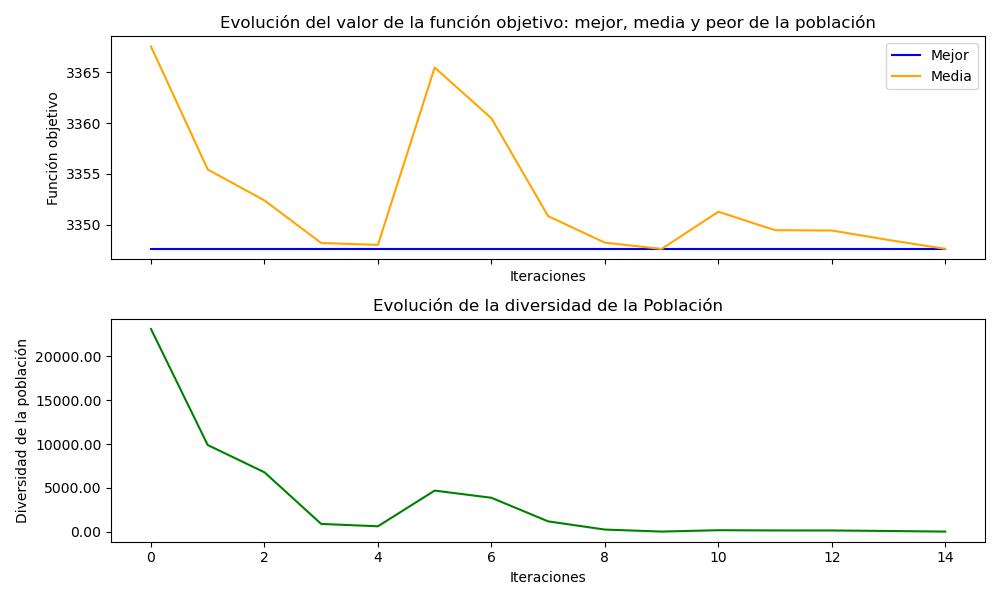 Evolución del valor de la función objetivo: mejor, media y peor de la población
Función objetivo
3365
3360
3355
3350
Mejor
Media
Iteraciones
Evolución de la diversidad de la Población
Diversidad de la población
20000.00
15000.00
10000.00
5000.00
0.00
0 2 4 6 8 10 12 14
Iteraciones